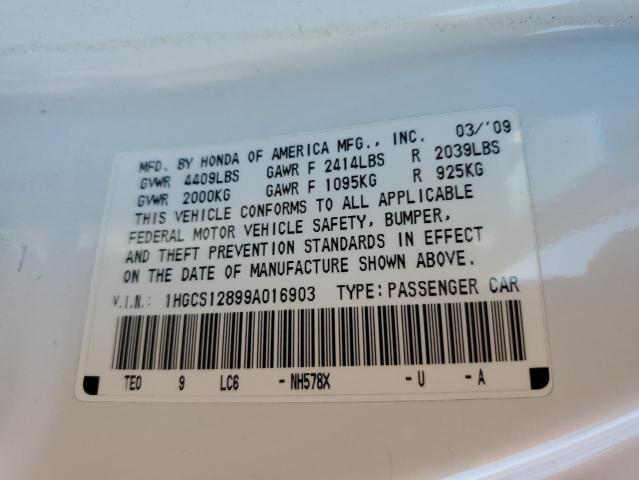 MFD. BY HONDA OF AMERICA MFG., INC. 03/'09
GVWR 4409LBS GAWR F 2414LBS R 2039LBS
GVWR 2000KG GAWR F 1095KG R 925KG
THIS VEHICLE CONFORMS TO ALL APPLICABLE
FEDERAL MOTOR VEHICLE SAFETY, BUMPER,
AND THEFT PREVENTION STANDARDS IN EFFECT
ON THE DATE OF MANUFACTURE SHOWN ABOVE.
V.I.N.: 1HGCS12899A016903 TYPE: PASSENGER CAR
TE0 9 LC6 - NH578X - U - A